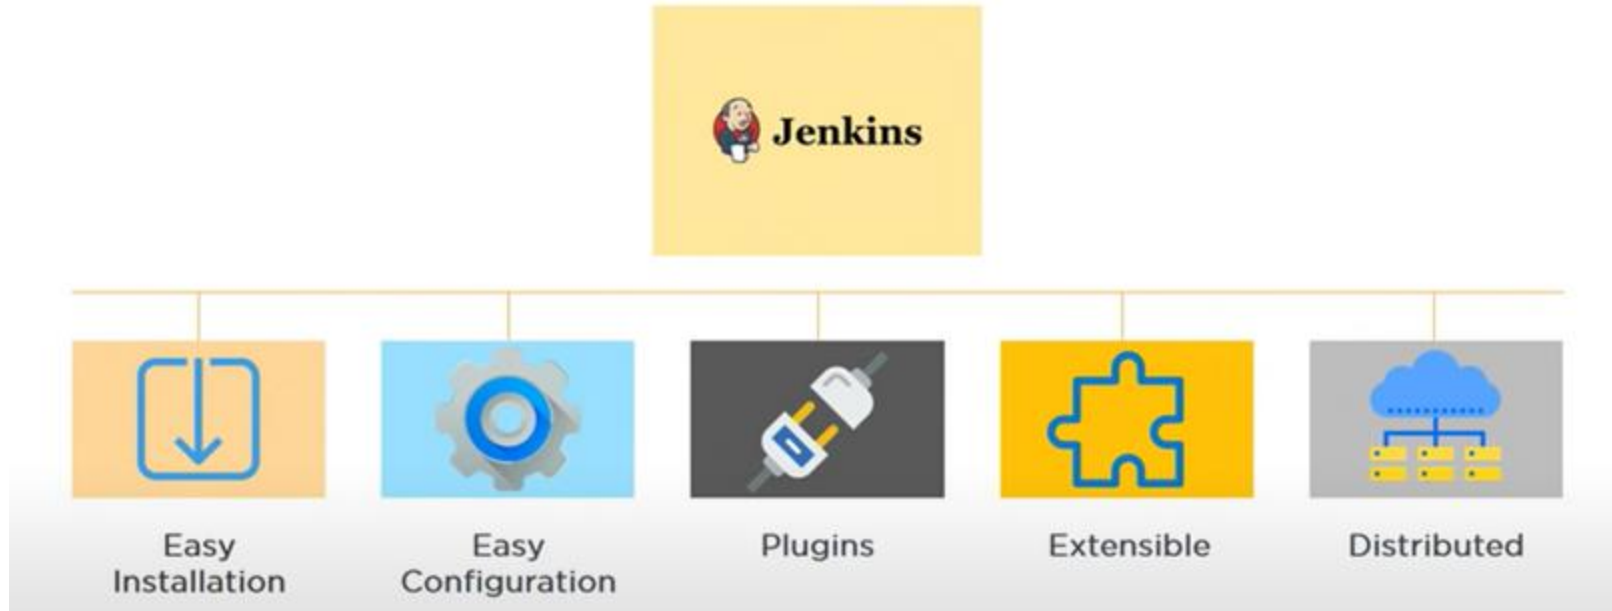 Jenkins
Easy
Installation
Easy
Configuration
Plugins
Extensible
Distributed